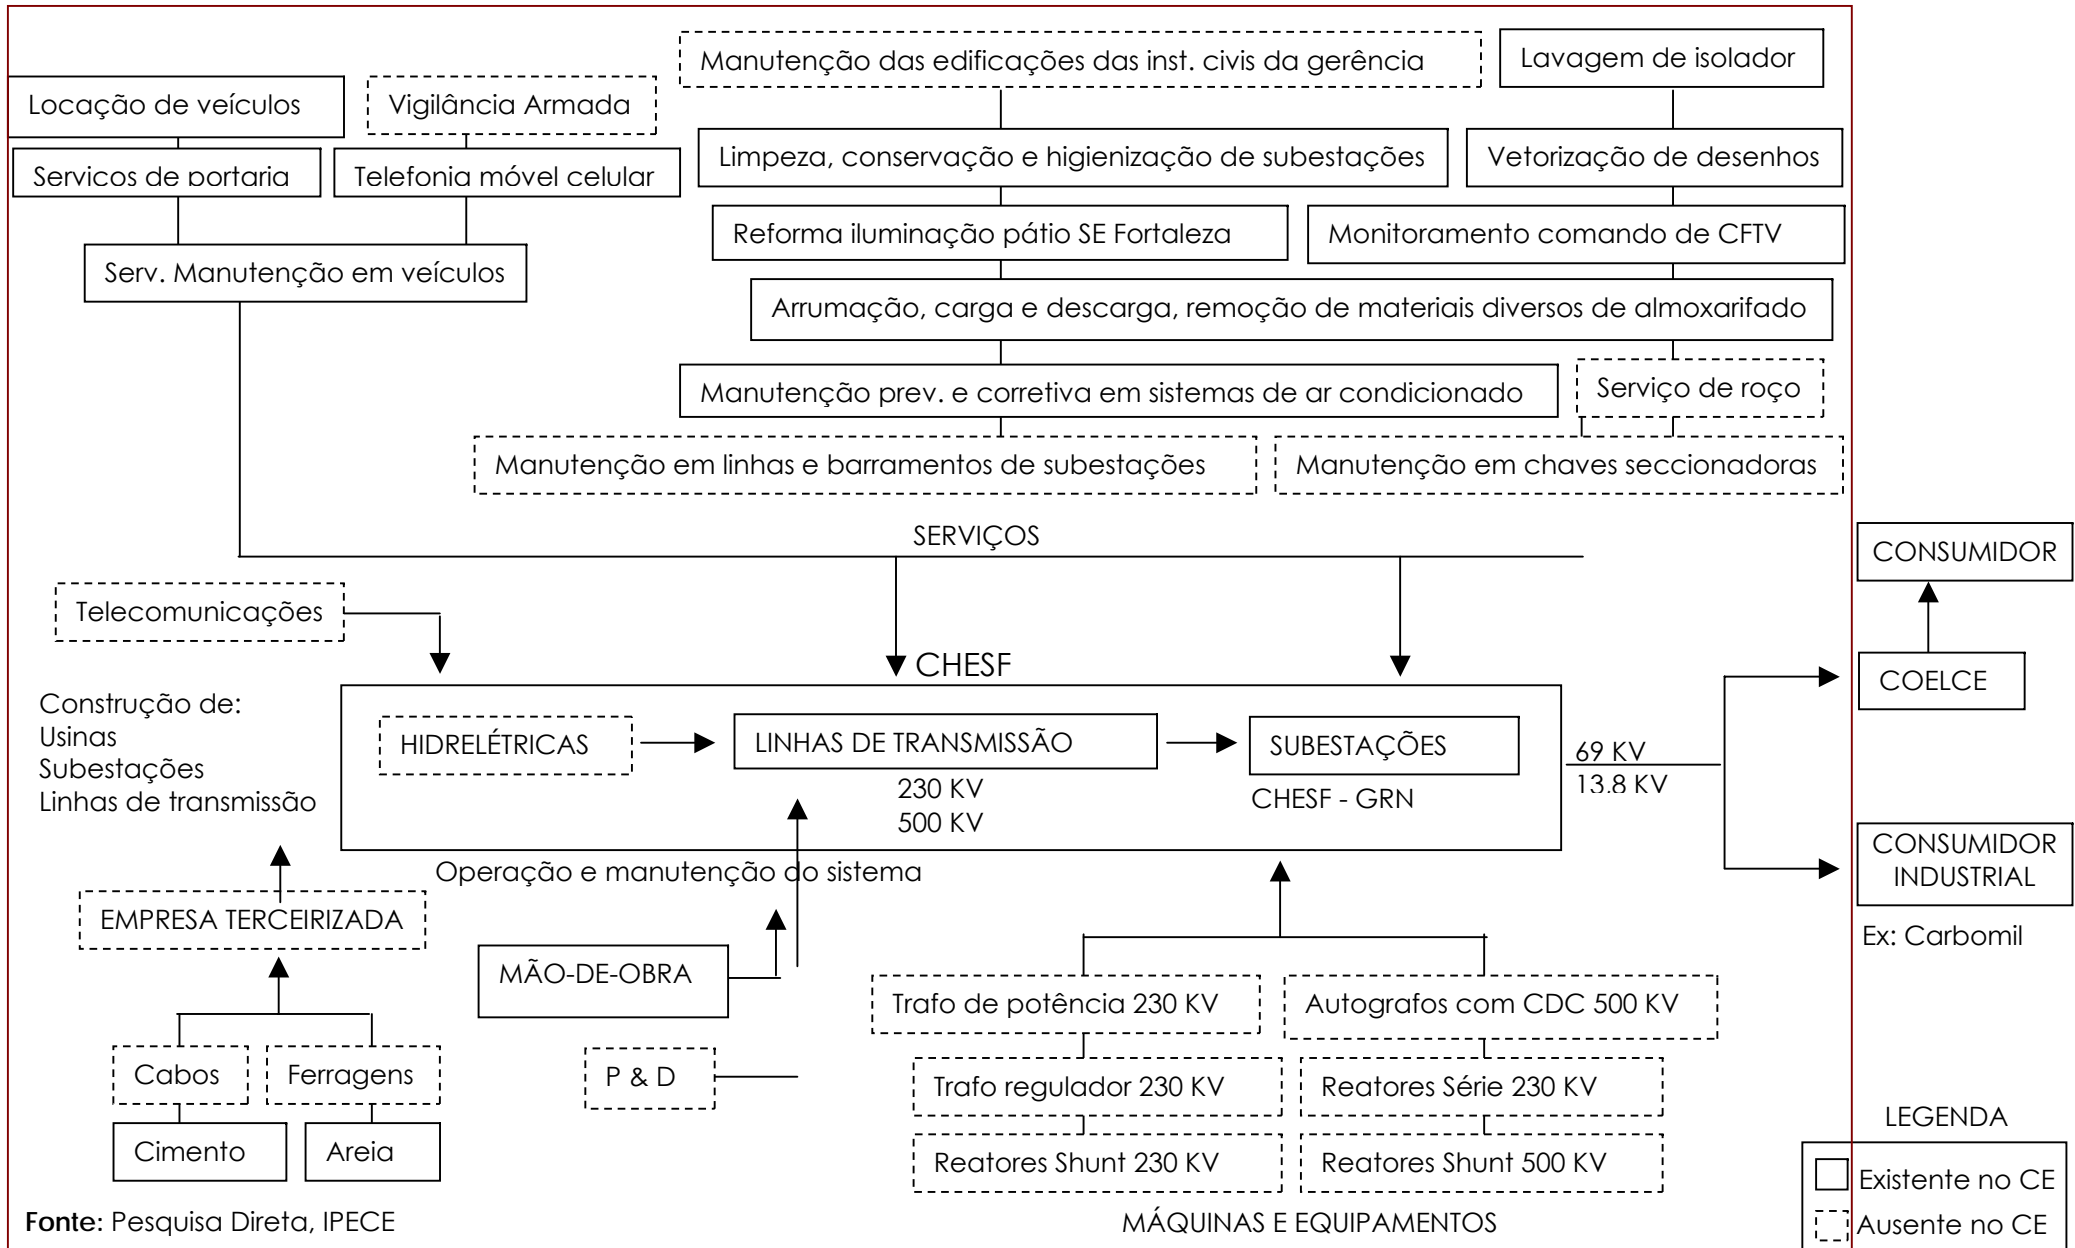 Manutenção das edificações das inst. civis da gerência
Lavagem de isolador
Locação de veículos
Vigilância Armada
Limpeza, conservação e higienização de subestações
Vetorização de desenhos
Serviços de portaria
Telefonia móvel celular
Reforma iluminação pátio SE Fortaleza
Monitoramento comando de CFTV
Serv. Manutenção em veículos
Arrumação, carga e descarga, remoção de materiais diversos de almoxarifado
Manutenção prev. e corretiva em sistemas de ar condicionado
Serviço de roço
Manutenção em linhas e barramentos de subestações
Manutenção em chaves seccionadoras
SERVIÇOS
CONSUMIDOR
Telecomunicações
CHESF
COELCE
Construção de:
Usinas
Subestações
Linhas de transmissão
HIDRELÉTRICAS
LINHAS DE TRANSMISSÃO
SUBESTAÇÕES
230 KV
500 KV
CHESF - GRN
69 KV
13,8 KV
CONSUMIDOR
INDUSTRIAL
Operação e manutenção do sistema
EMPRESA TERCEIRIZADA
Ex: Carbomil
MÃO-DE-OBRA
Trafo de potência 230 KV
Autografos com CDC 500 KV
Cabos
Ferragens
P & D
Trafo regulador 230 KV
Reatores Série 230 KV
Cimento
Areia
Reatores Shunt 230 KV
Reatores Shunt 500 KV
LEGENDA
Existente no CE
Ausente no CE
Fonte: Pesquisa Direta, IPECE
MÁQUINAS E EQUIPAMENTOS